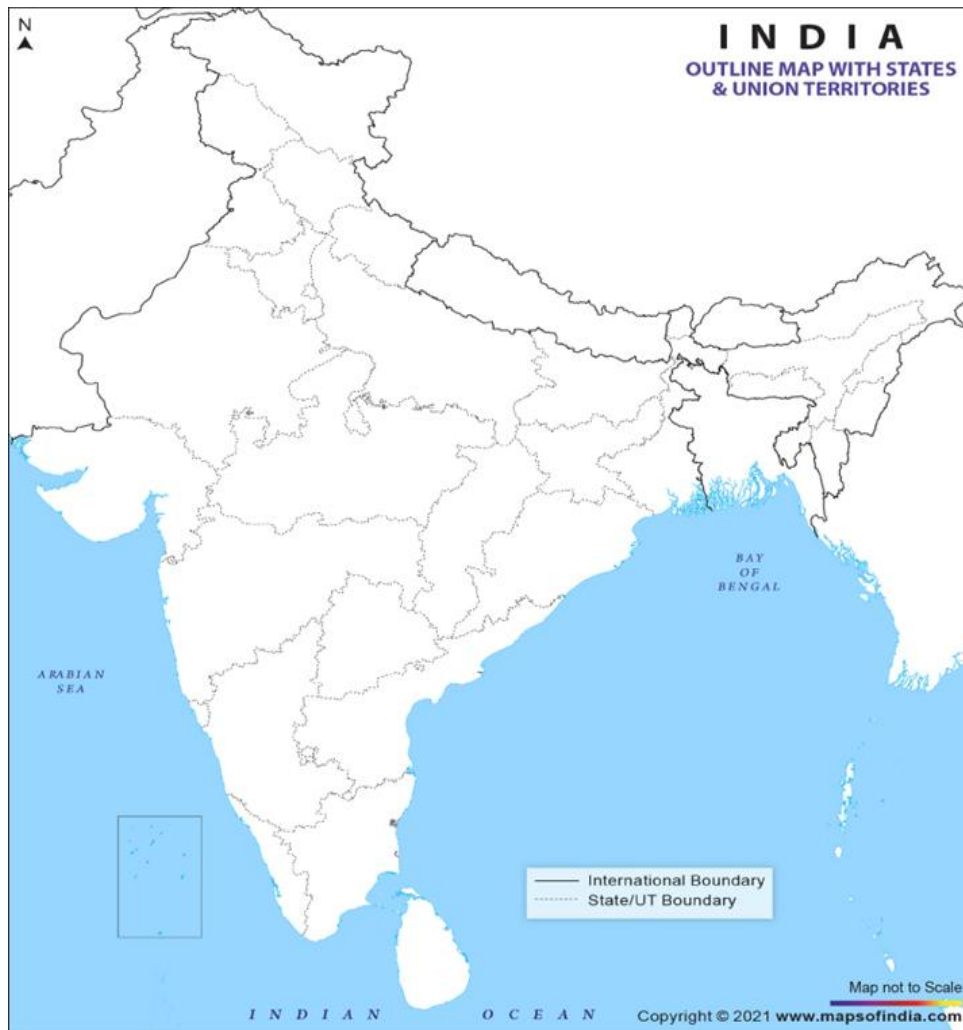 N
INDIA
OUTLINE MAP WITH STATES
& UNION TERRITORIES
BAY
OF
BENGAL
ARABIAN
SEA
International Boundary
State/UT Boundary
Map not to Scale
INDIAN OCEAN
Copyright © 2021 www.mapsofindia.com